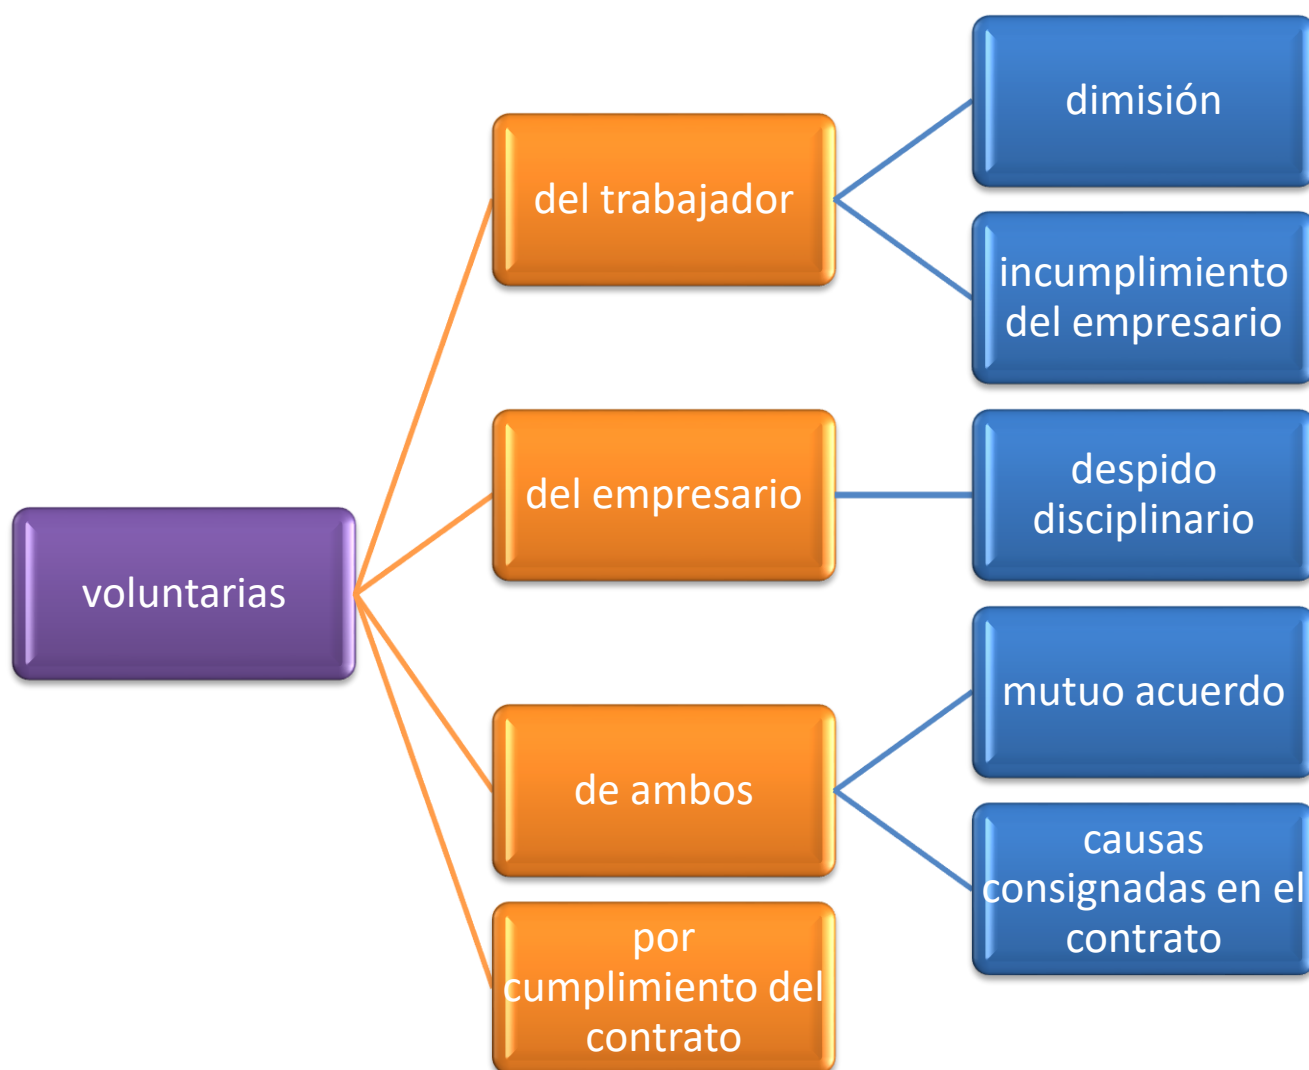 voluntarias
del trabajador
dimisión
incumplimiento
del empresario
del empresario
despido
disciplinario
de ambos
mutuo acuerdo
causas
consignadas en el
contrato
por
cumplimiento del
contrato